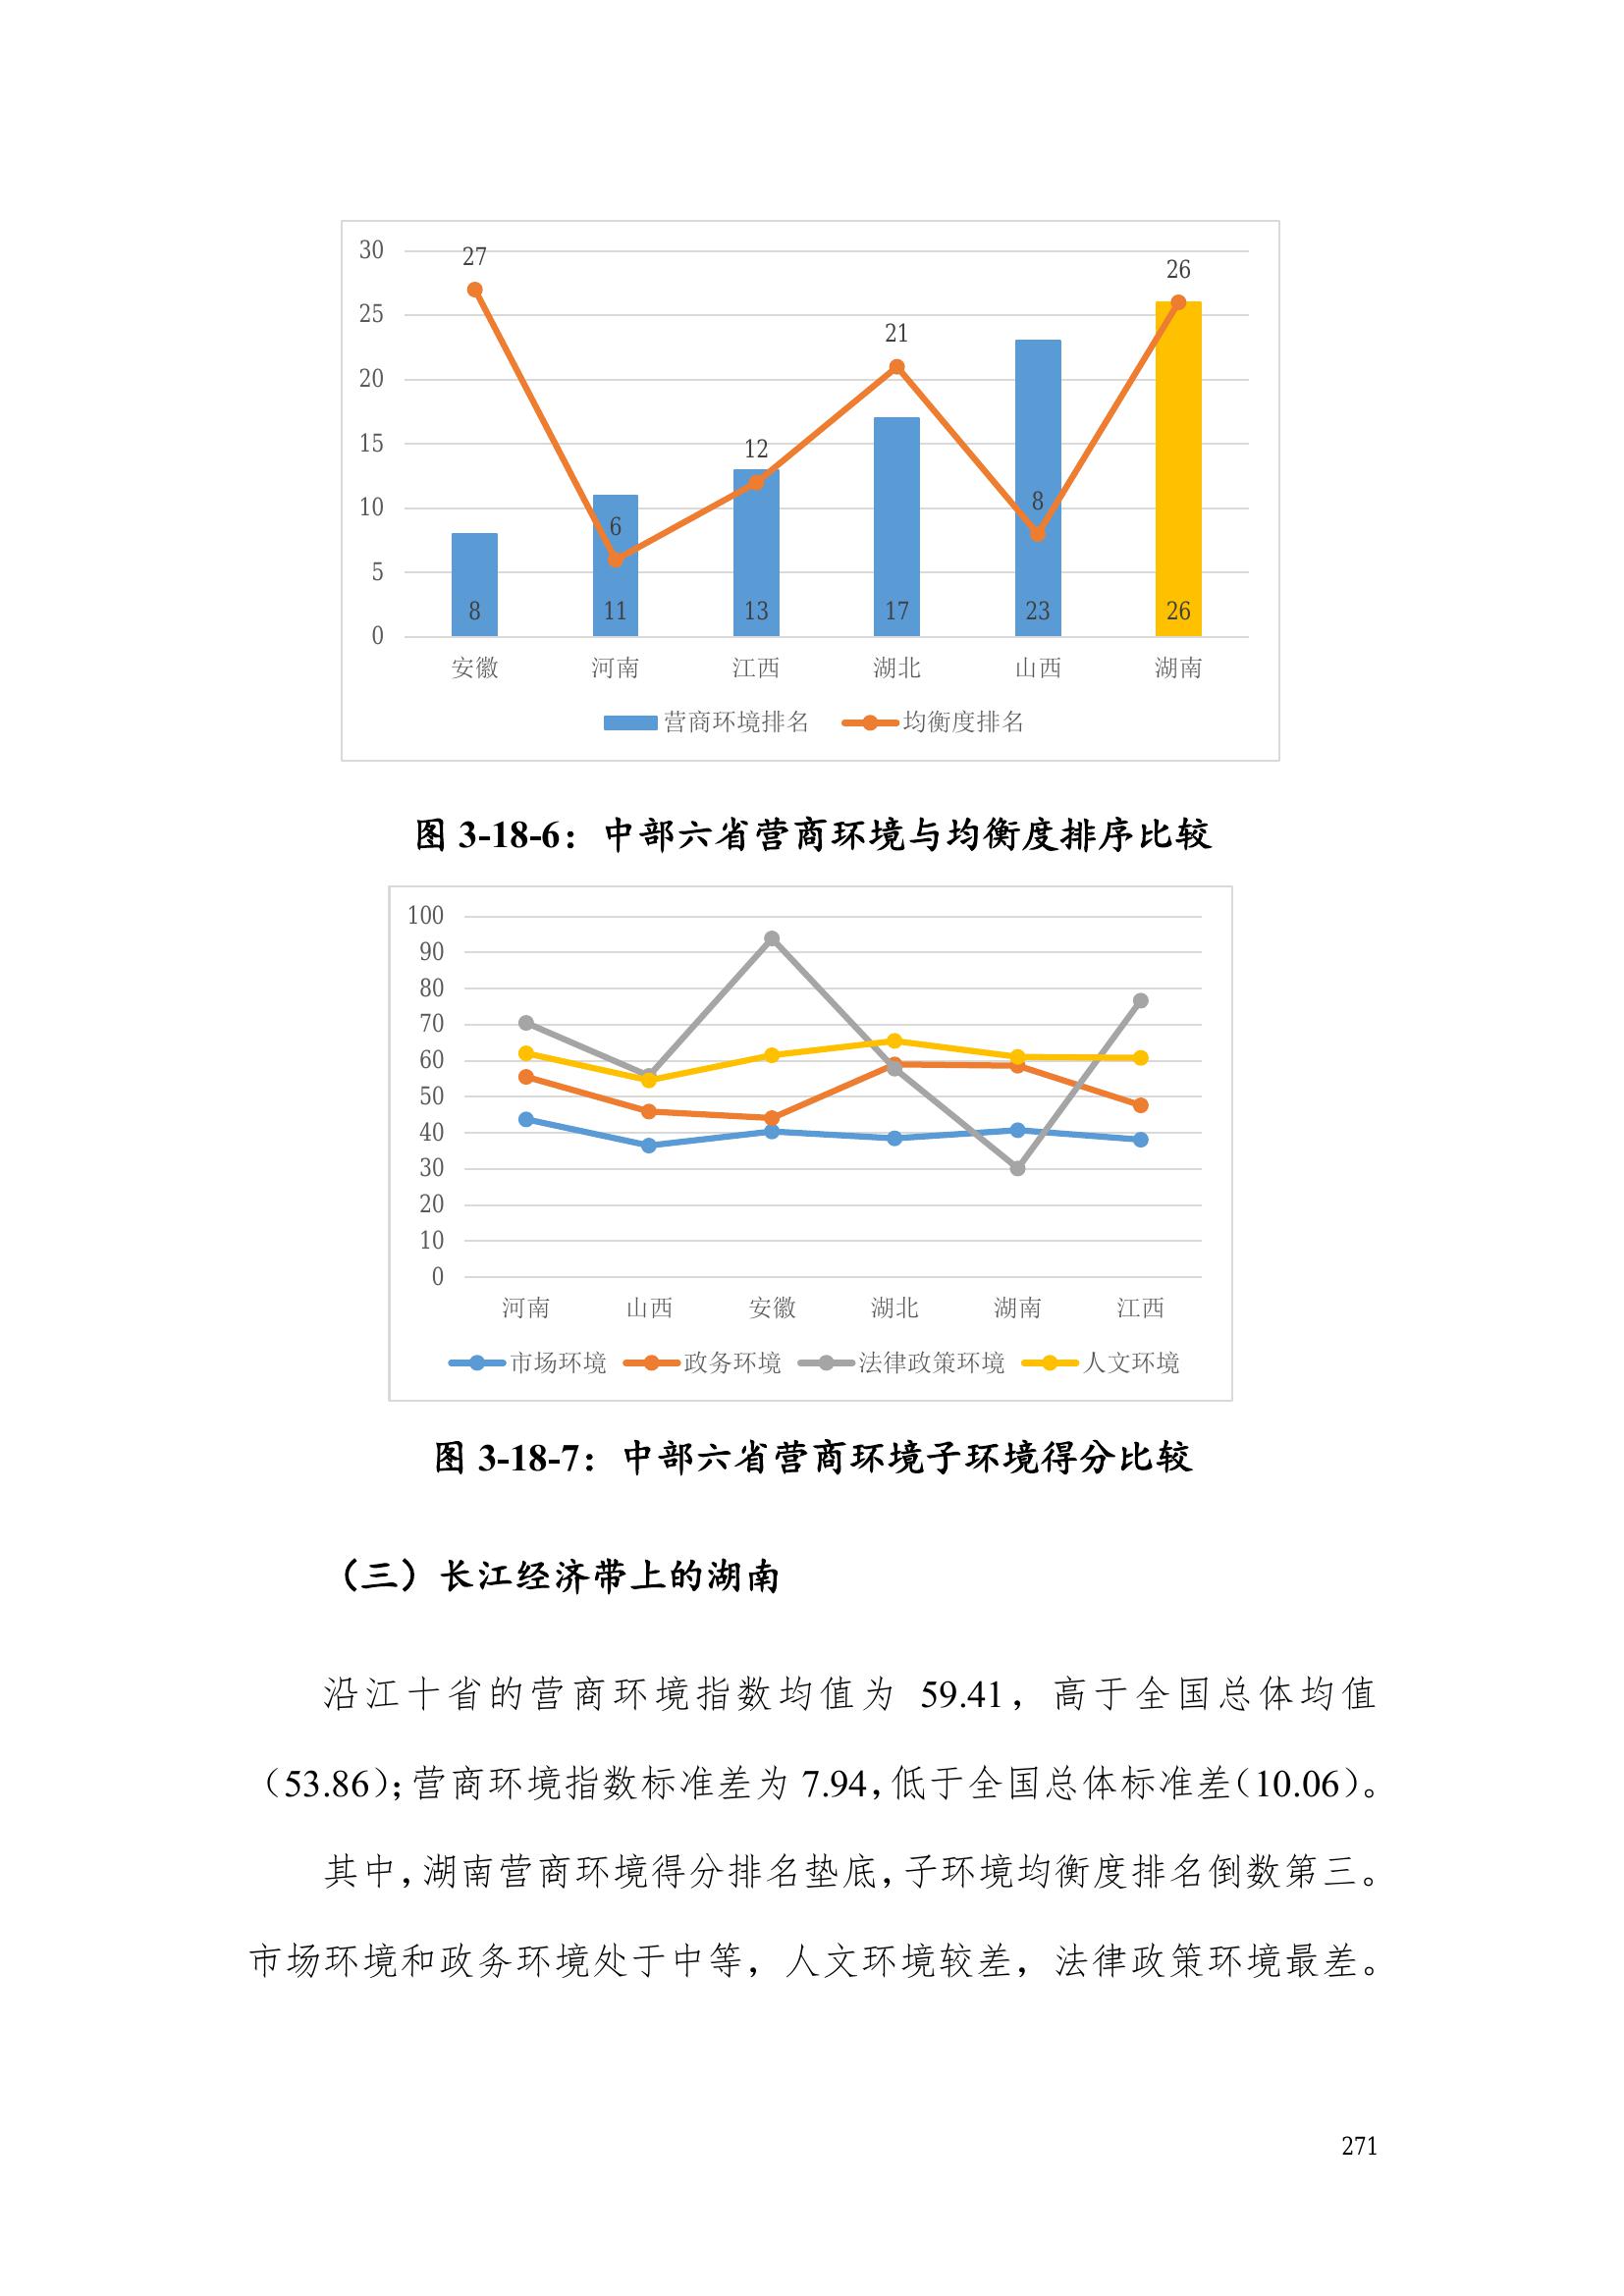 30
25
20
15
10
5
0
27
6
12
21
8
26
8
11
13
17
23
26
安徽
河南
江西
湖北
山西
湖南
营商环境排名
均衡度排名
图 3-18-6：中部六省营商环境与均衡度排序比较
100
90
80
70
60
50
40
30
20
10
0
河南
山西
安徽
湖北
湖南
江西
市场环境
政务环境
法律政策环境
人文环境
图 3-18-7：中部六省营商环境子环境得分比较
（三）长江经济带上的湖南
沿江十省的营商环境指数均值为 59.41，高于全国总体均值
（53.86）；营商环境指数标准差为 7.94，低于全国总体标准差（10.06）。
其中，湖南营商环境得分排名垫底，子环境均衡度排名倒数第三。
市场环境和政务环境处于中等，人文环境较差，法律政策环境最差。
271